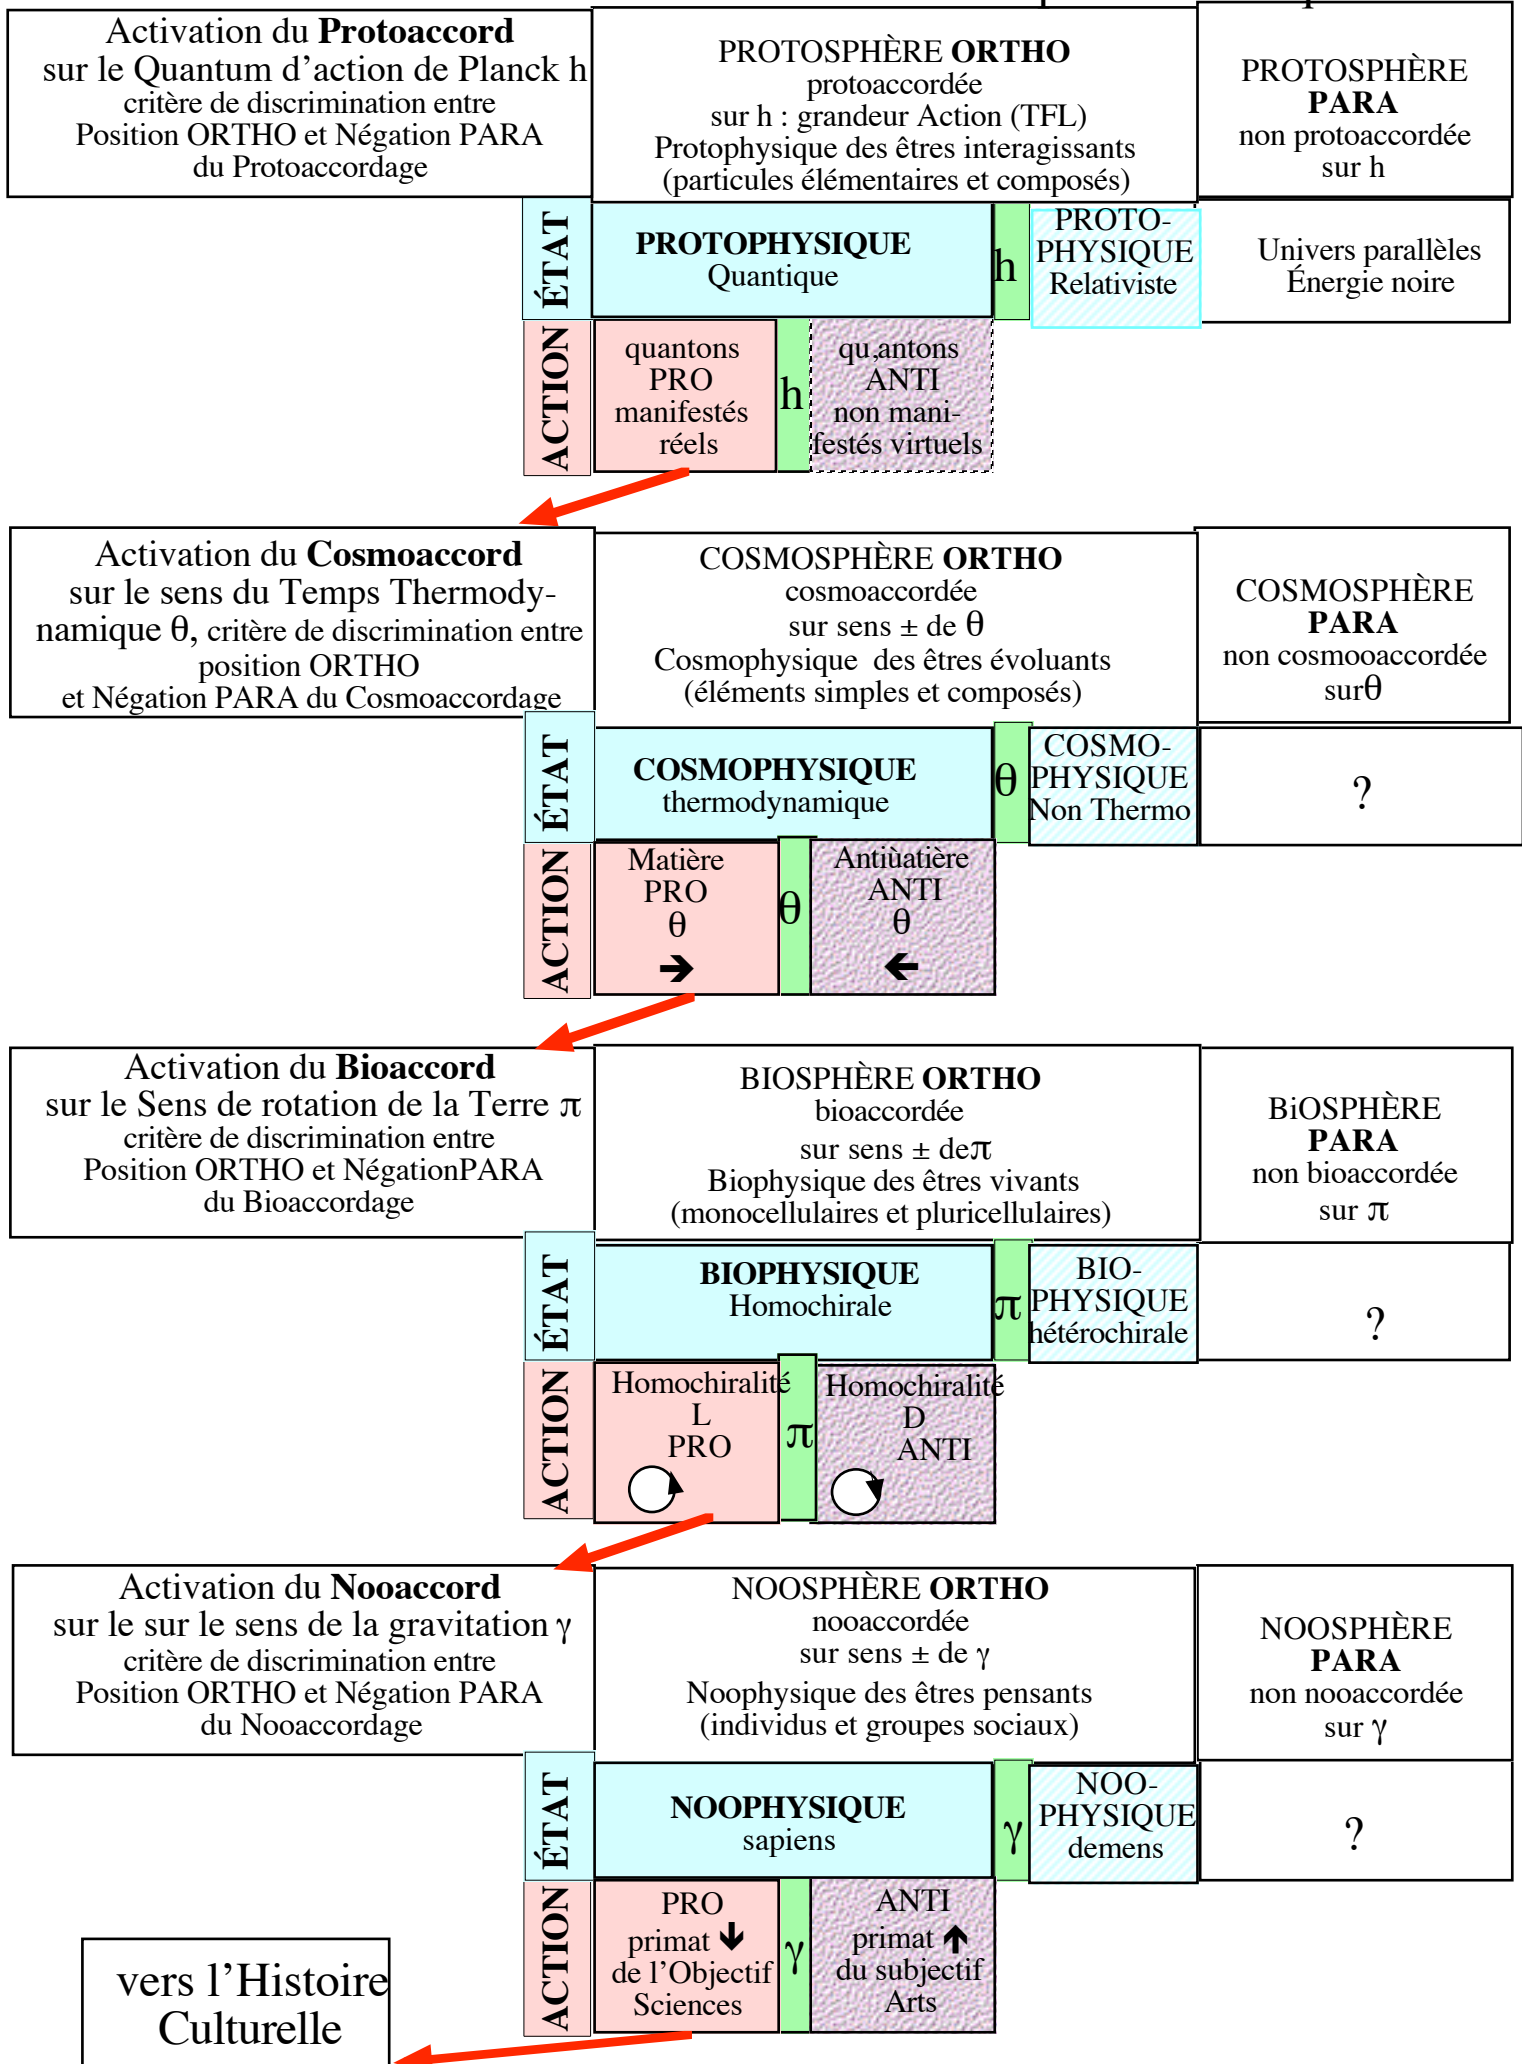 Activation du Protoaccord
sur le Quantum d’action de Planck h
critère de discrimination entre
Position ORTHO et Négation PARA
du Protoaccordage
PROTOSPHÈRE ORTHO
protoaccordée
sur h : grandeur Action (TFL)
Protophysique des êtres interagissants
(particules élémentaires et composés)
PROTOSPHÈRE
PARA
non protoaccordée
sur h
ÉTAT
PROTOPHYSIQUE
Quantique
h
PROTO-
PHYSIQUE
Relativiste
Univers parallèles
Énergie noire
ACTION
quantons
PRO
manifestés
réels
h
qu,antons
ANTI
non mani-
festés virtuels
Activation du Cosmoaccord
sur le sens du Temps Thermody-
namique θ, critère de discrimination entre
position ORTHO
et Négation PARA du Cosmoaccordage
COSMOSPHÈRE ORTHO
cosmoaccordée
sur sens ± de θ
Cosmophysique des êtres évoluants
(éléments simples et composés)
COSMOSPHÈRE
PARA
non cosmooaccordée
surθ
ÉTAT
COSMOPHYSIQUE
thermodynamique
θ
COSMO-
PHYSIQUE
Non Thermo
?
ACTION
Matière
PRO
θ
➔
θ
Antiùatière
ANTI
θ
←
Activation du Bioaccord
sur le Sens de rotation de la Terre π
critère de discrimination entre
Position ORTHO et NégationPARA
du Bioaccordage
BIOSPHÈRE ORTHO
bioaccordée
sur sens ± deπ
Biophysique des êtres vivants
(monocellulaires et pluricellulaires)
BiOSPHÈRE
PARA
non bioaccordée
sur π
ÉTAT
BIOPHYSIQUE
Homochirale
π
BIO-
PHYSIQUE
hétérochirale
?
ACTION
Homochiralité
L
PRO
π
Homochiralité
D
ANTI
Activation du Nooaccord
sur le sur le sens de la gravitation γ
critère de discrimination entre
Position ORTHO et Négation PARA
du Nooaccordage
NOOSPHÈRE ORTHO
nooaccordée
sur sens ± de γ
Noophysique des êtres pensants
(individus et groupes sociaux)
NOOSPHÈRE
PARA
non nooaccordée
sur γ
ÉTAT
NOOPHYSIQUE
sapiens
γ
NOO-
PHYSIQUE
demens
?
ACTION
PRO
primat ↓
de l’Objectif
Sciences
γ
ANTI
primat ↑
du subjectif
Arts
vers l’Histoire
Culturelle